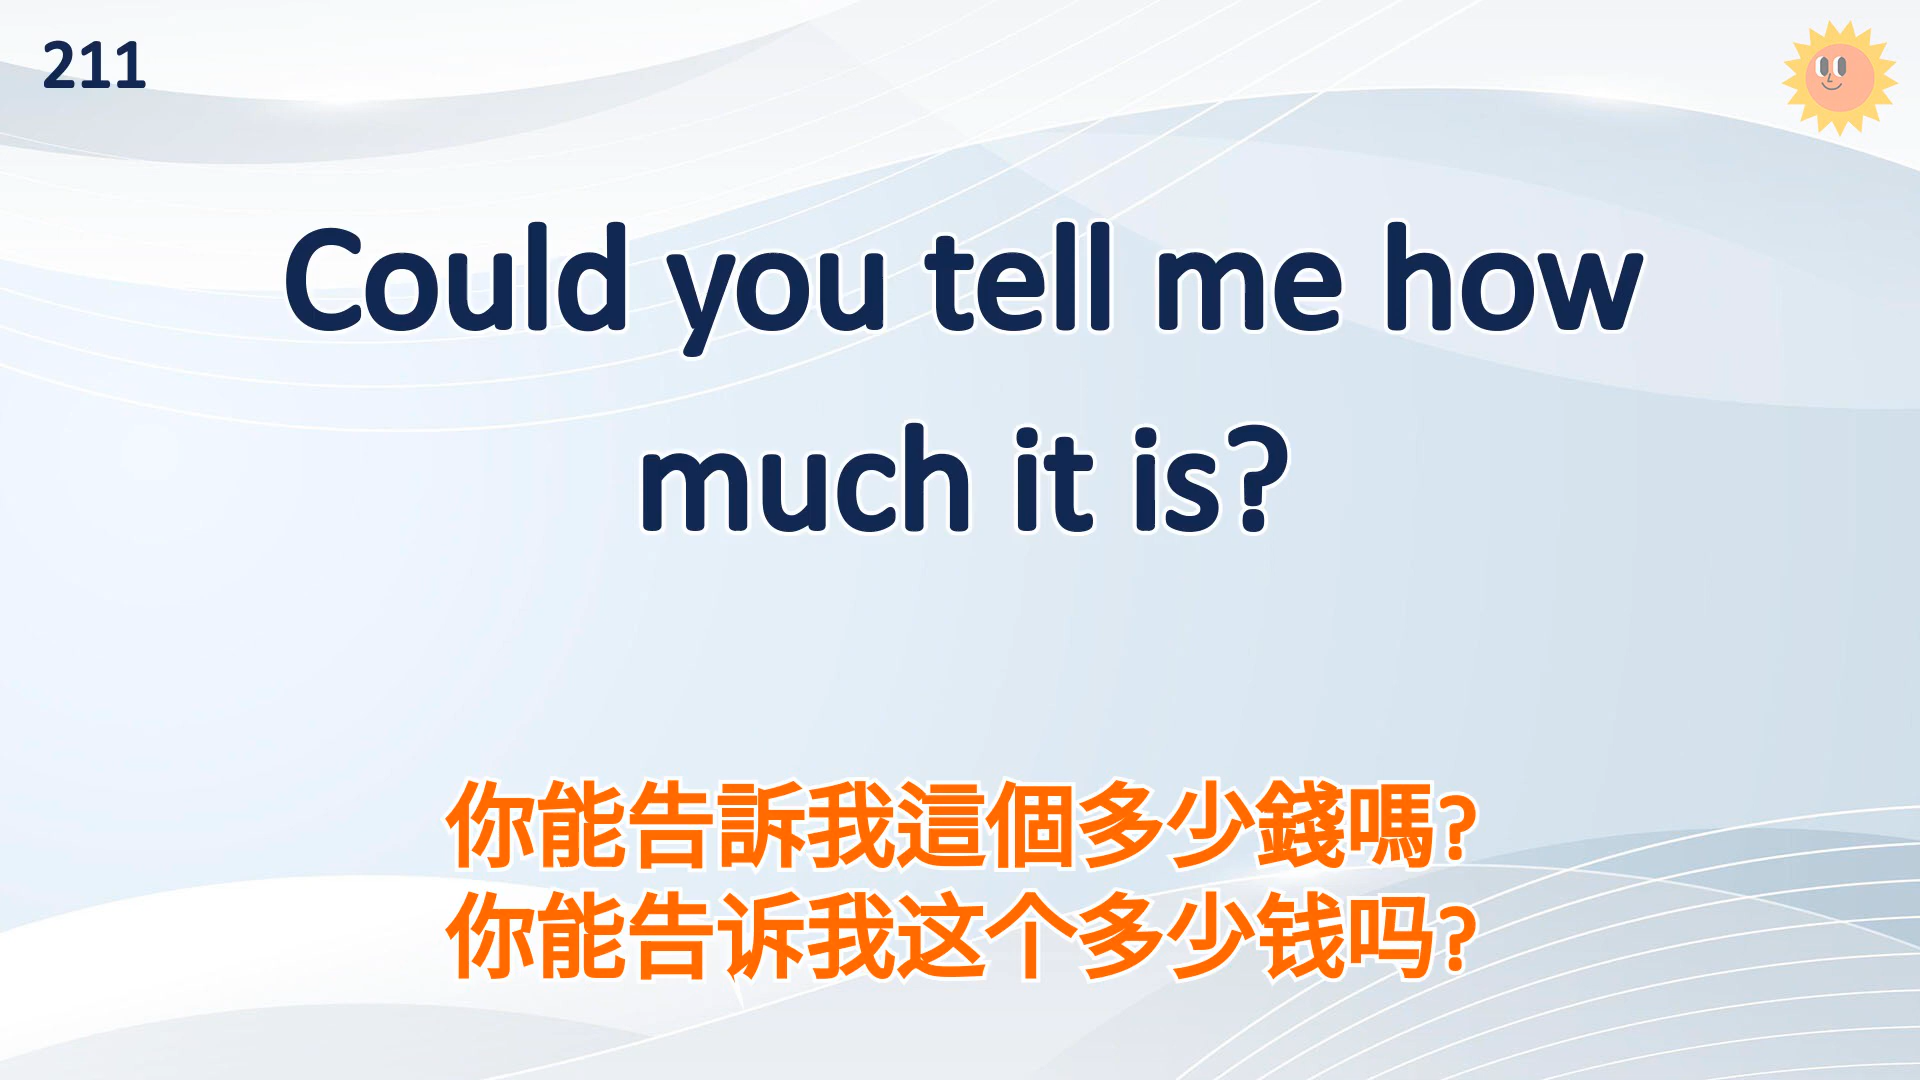 211
Could you tell me how
much it is?
你能告訴我這個多少錢嗎?
你能告诉我这个多少钱吗?